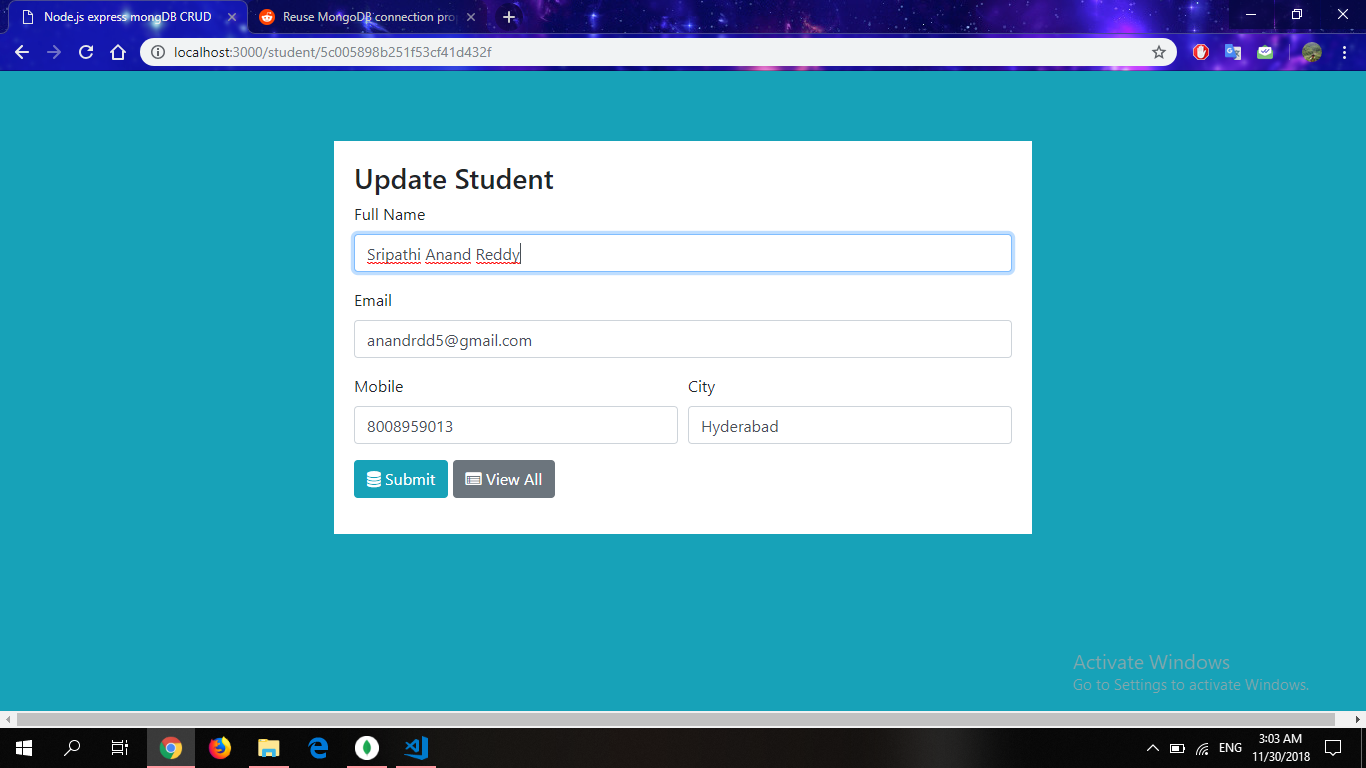 Node.js express mongDB CRUD
Reuse MongoDB connection pro
localhost:3000/student/5c005898b251f53cf41d432f
Update Student
Full Name
Sripathi Anand Reddy
Email
anandrdd5@gmail.com
Mobile
City
8008959013
Hyderabad
Submit
View All
Activate Windows
Go to Settings to activate Windows.
ENG
3:03 AM
11/30/2018